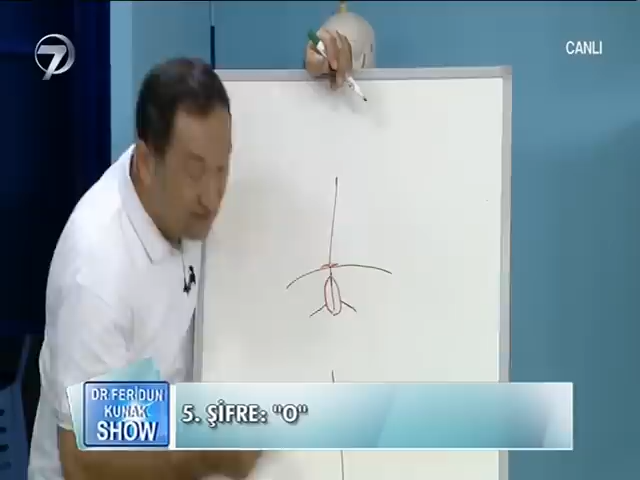 7
CANLI
DR.FERİDUN
KUNAK
SHOW
5. ŞİFRE: "O"